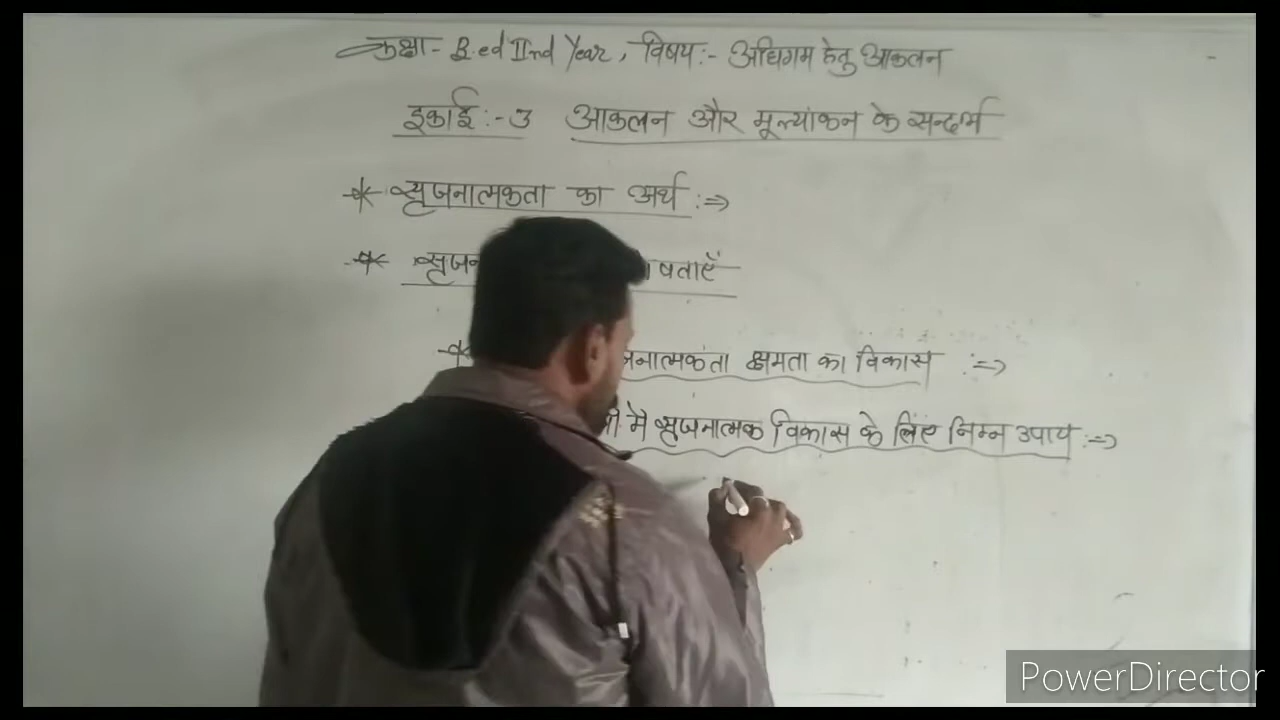 कक्षा - B.ed IInd Year, विषय :- अधिगम हेतु आकलन
इकाई :- 3 आकलन और मूल्यांकन के सन्दर्भ
* सृजनात्मकता का अर्थ :⇒
* सृजन षताएँ
* जनात्मकता क्षमता का विकास :⇒
में सृजनात्मक विकास के लिए निम्न उपाय :⇒
PowerDirector